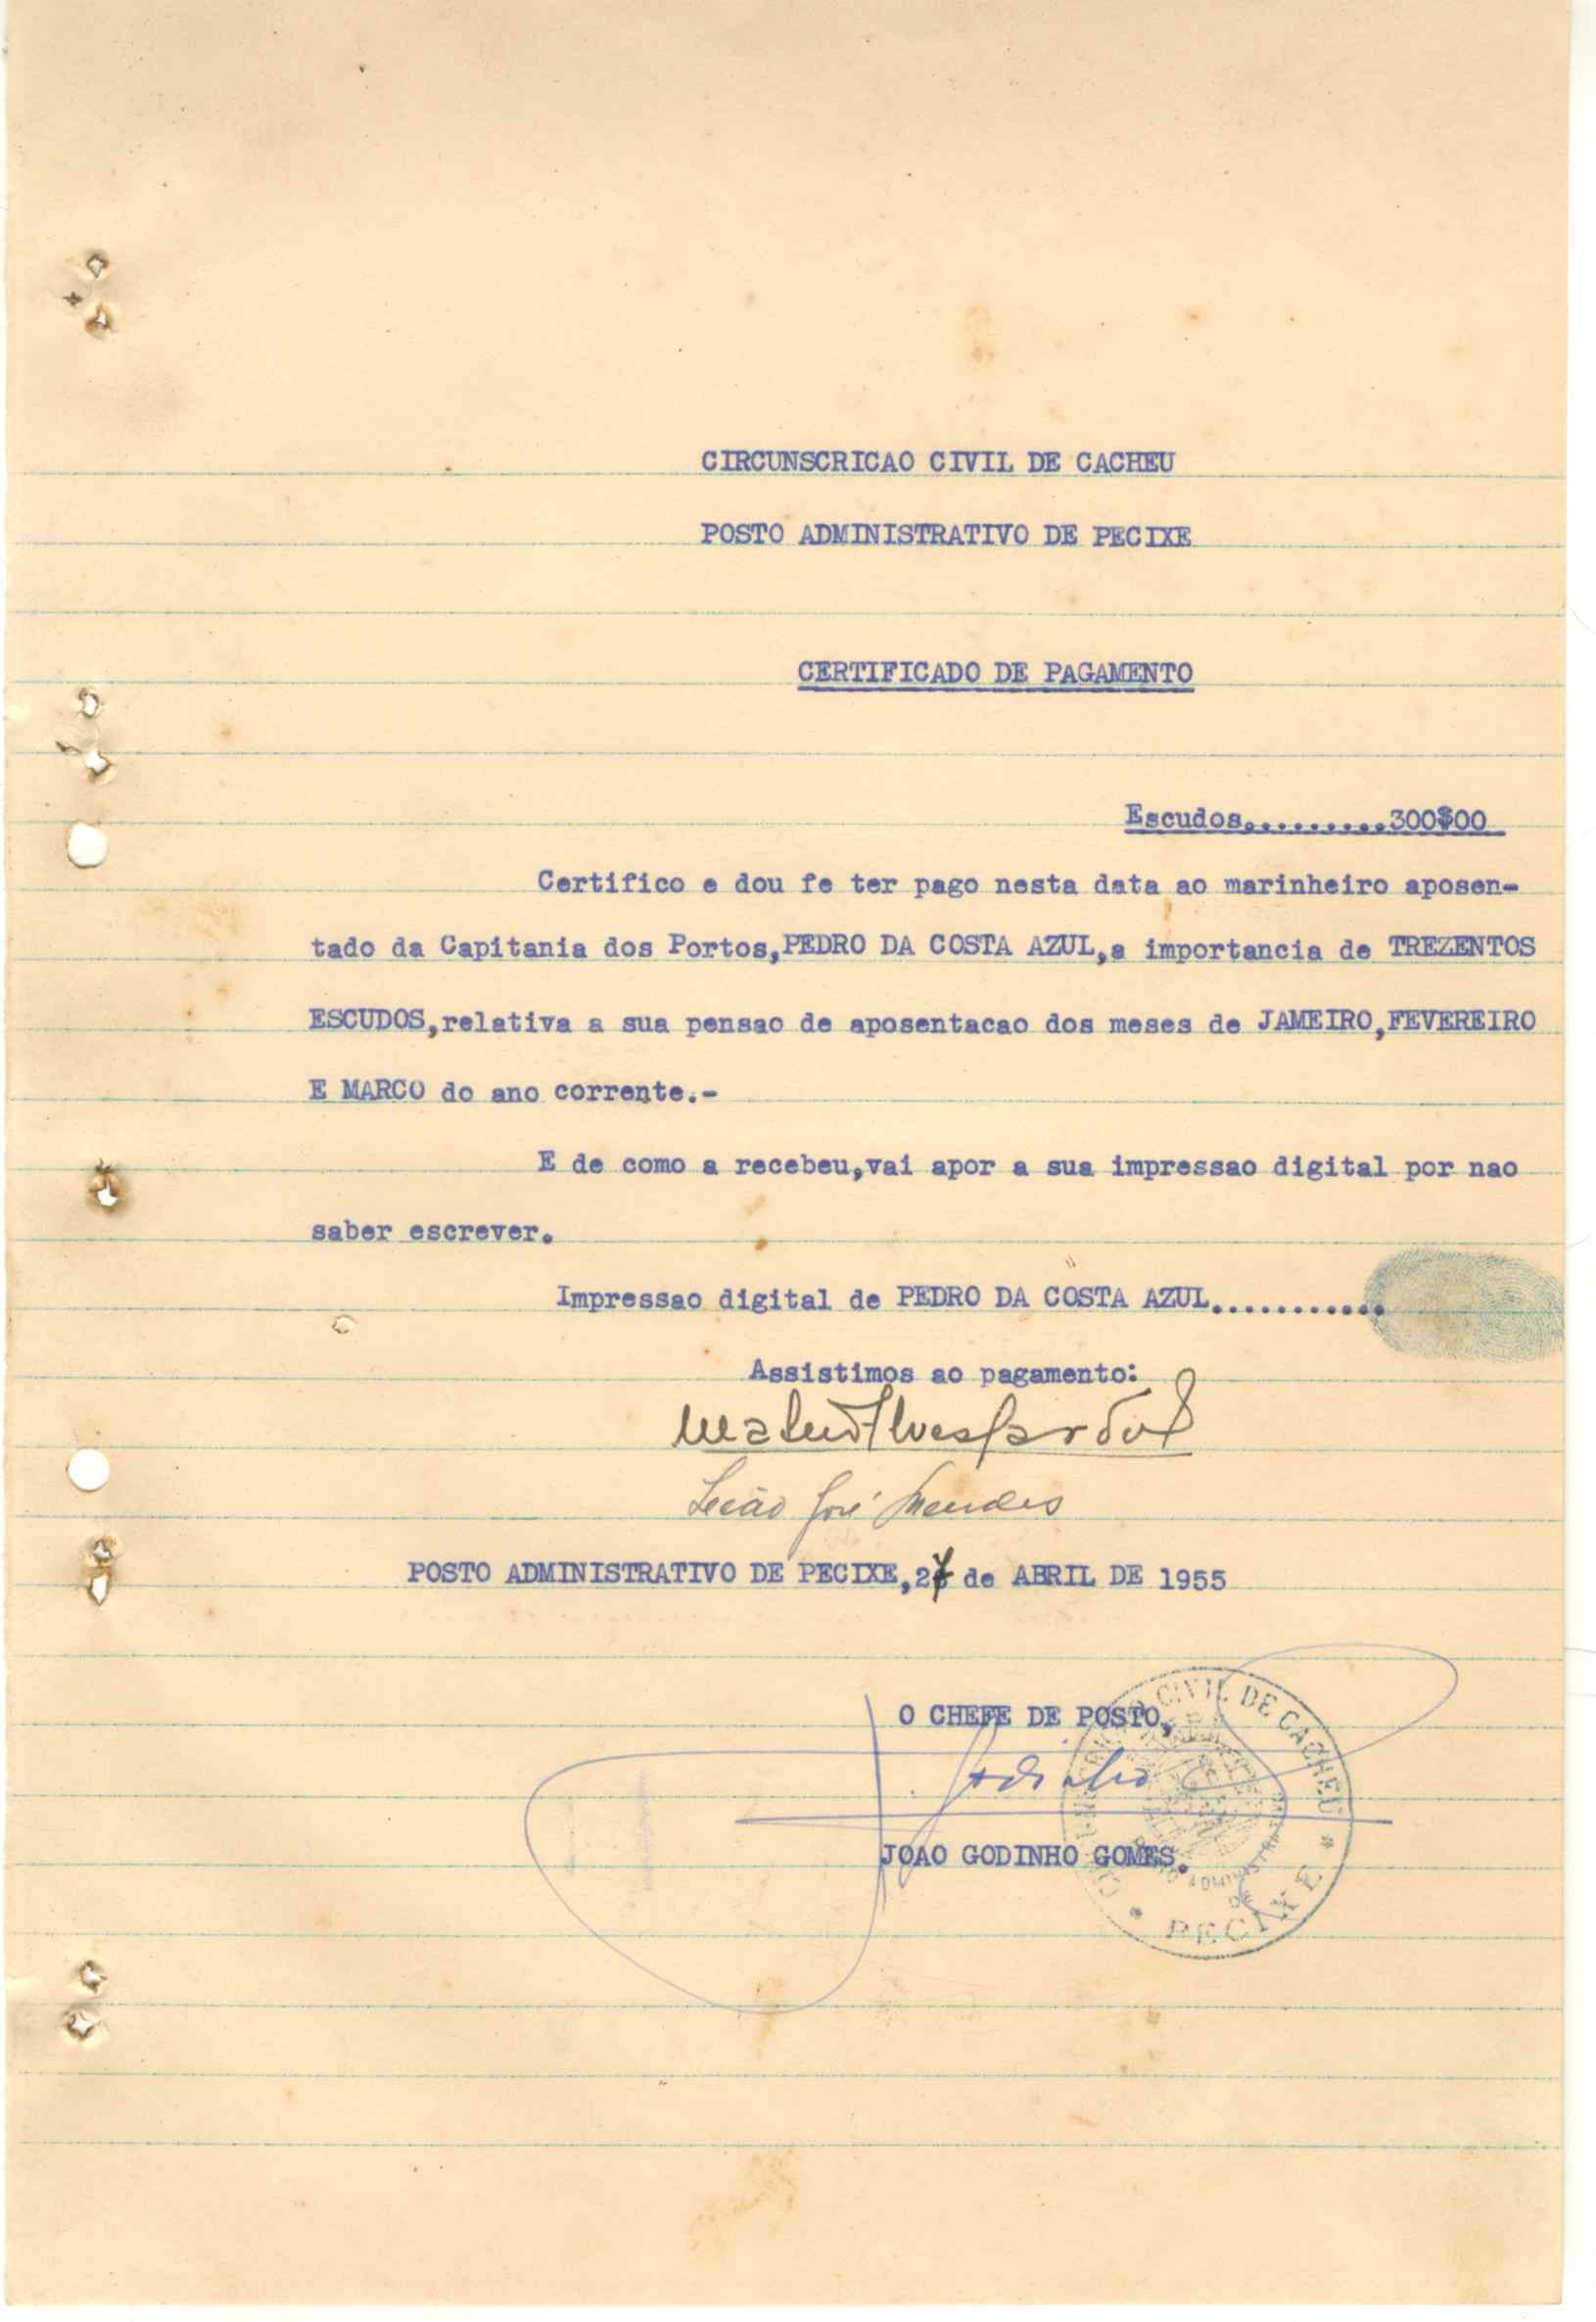 CIRCUNSCRICAO CIVIL DE CACHEU
POSTO ADMINISTRATIVO DE PECIXE
CERTIFICADO DE PAGAMENTO
Escudos.........300$00
Certifico e dou fe ter pago nesta data ao marinheiro aposen-
tado da Capitania dos Portos,PEDRO DA COSTA AZUL,a importancia de TREZENTOS
ESCUDOS,relativa a sua pensao de aposentacao dos meses de JAMEIRO,FEVEREIRO
E MARCO do ano corrente.-
E de como a recebeu,vai apor a sua impressao digital por nao
saber escrever.
Impressao digital de PEDRO DA COSTA AZUL...........
Assistimos ao pagamento:
José Mendes
POSTO ADMINISTRATIVO DE PECIXE, de ABRIL DE 1955
O CHEFE DE POSTO,
Godinho
JOAO GODINHO GOMES.
CIVIL DE CACHEU
POSTO ADMINISTRATIVO
DE
* PECIXE *